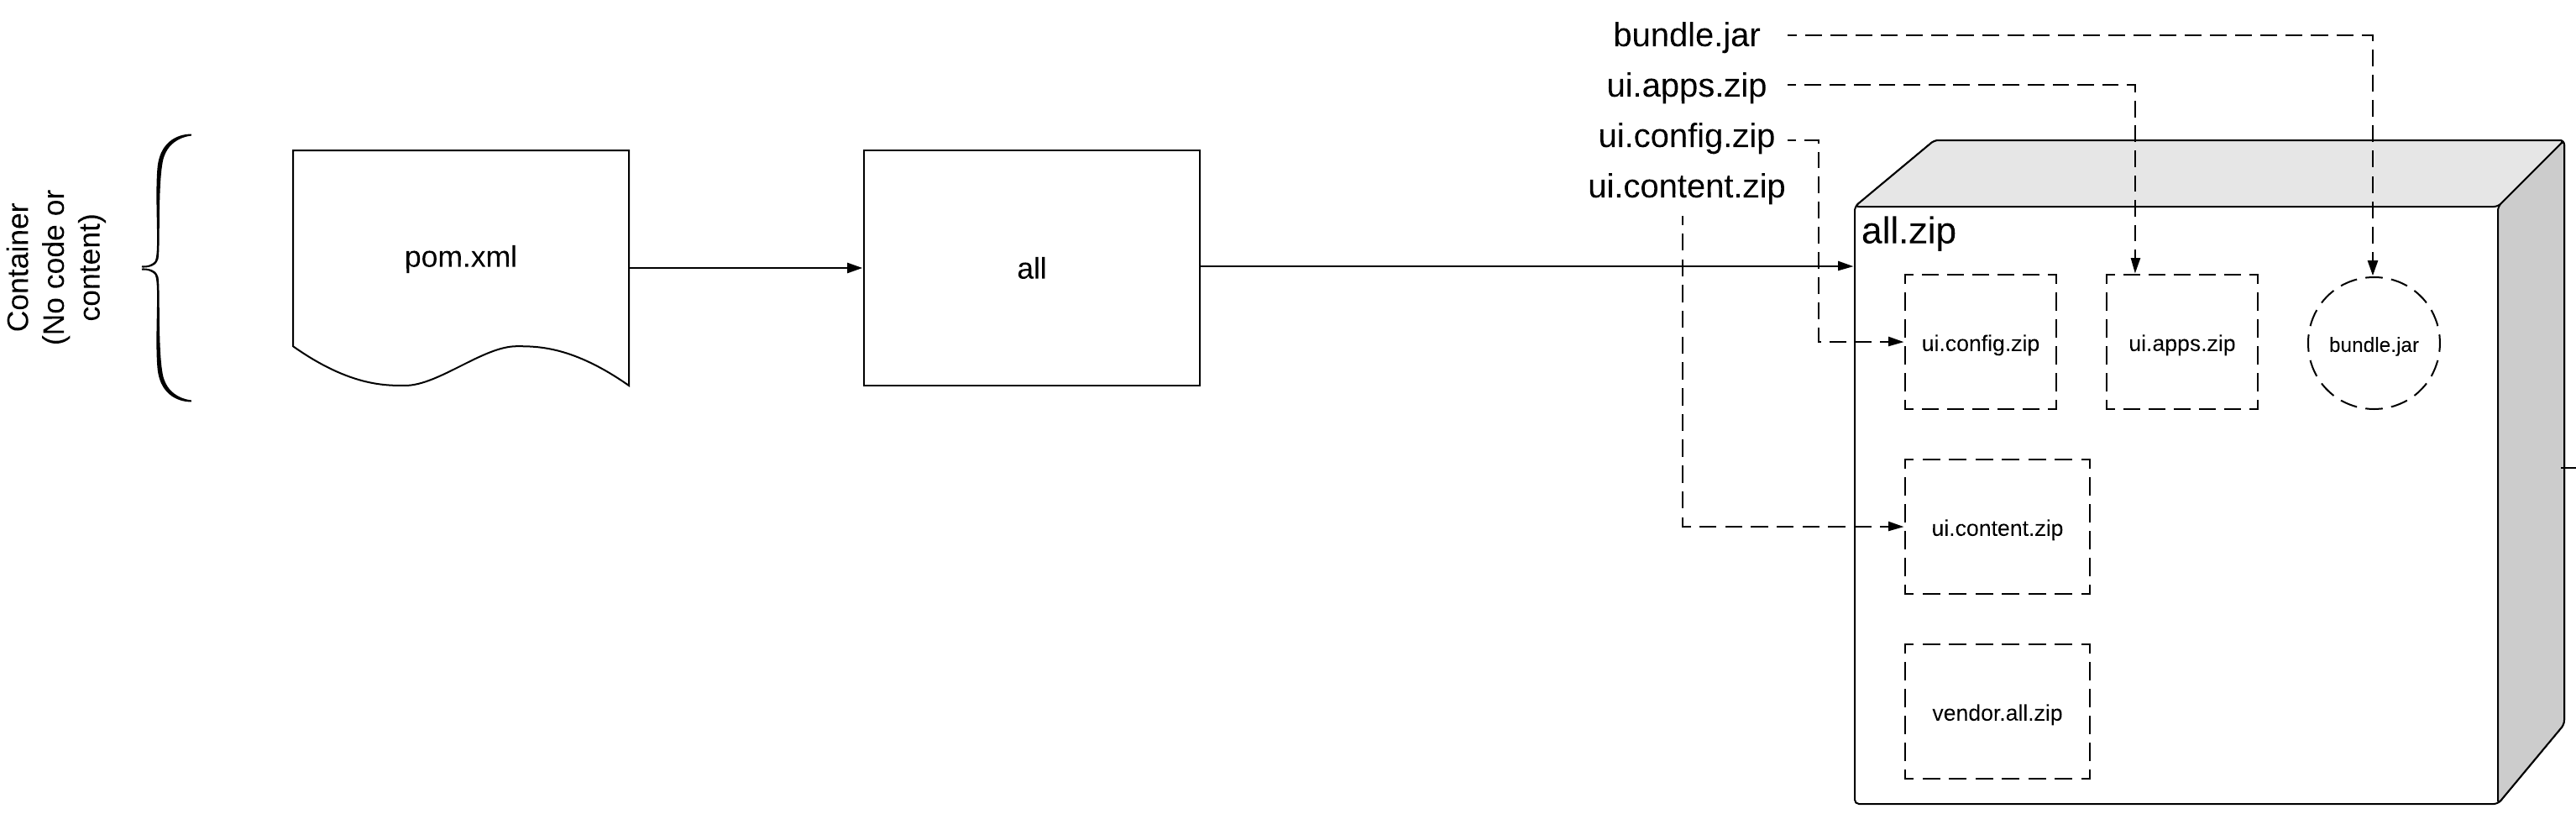 Container
(No code or
content)
pom.xml
all
bundle.jar
ui.apps.zip
ui.config.zip
ui.content.zip
all.zip
ui.config.zip
ui.apps.zip
bundle.jar
ui.content.zip
vendor.all.zip